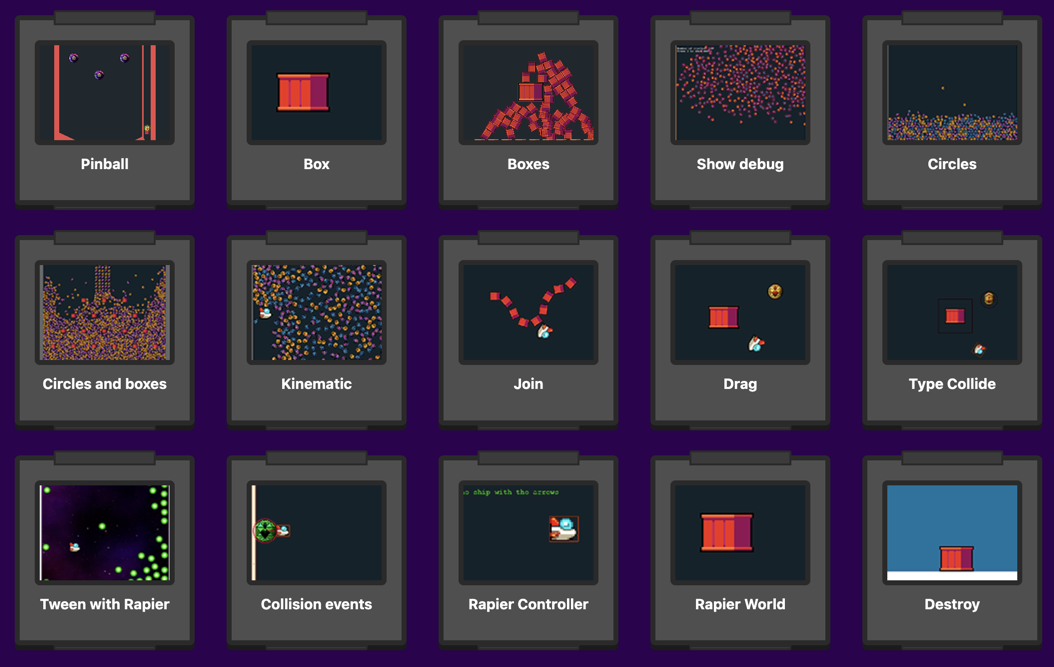 Pinball
Box
Boxes
Show debug
Circles
Circles and boxes
Kinematic
Join
Drag
Type Collide
ship with the arrows
Tween with Rapier
Collision events
Rapier Controller
Rapier World
Destroy